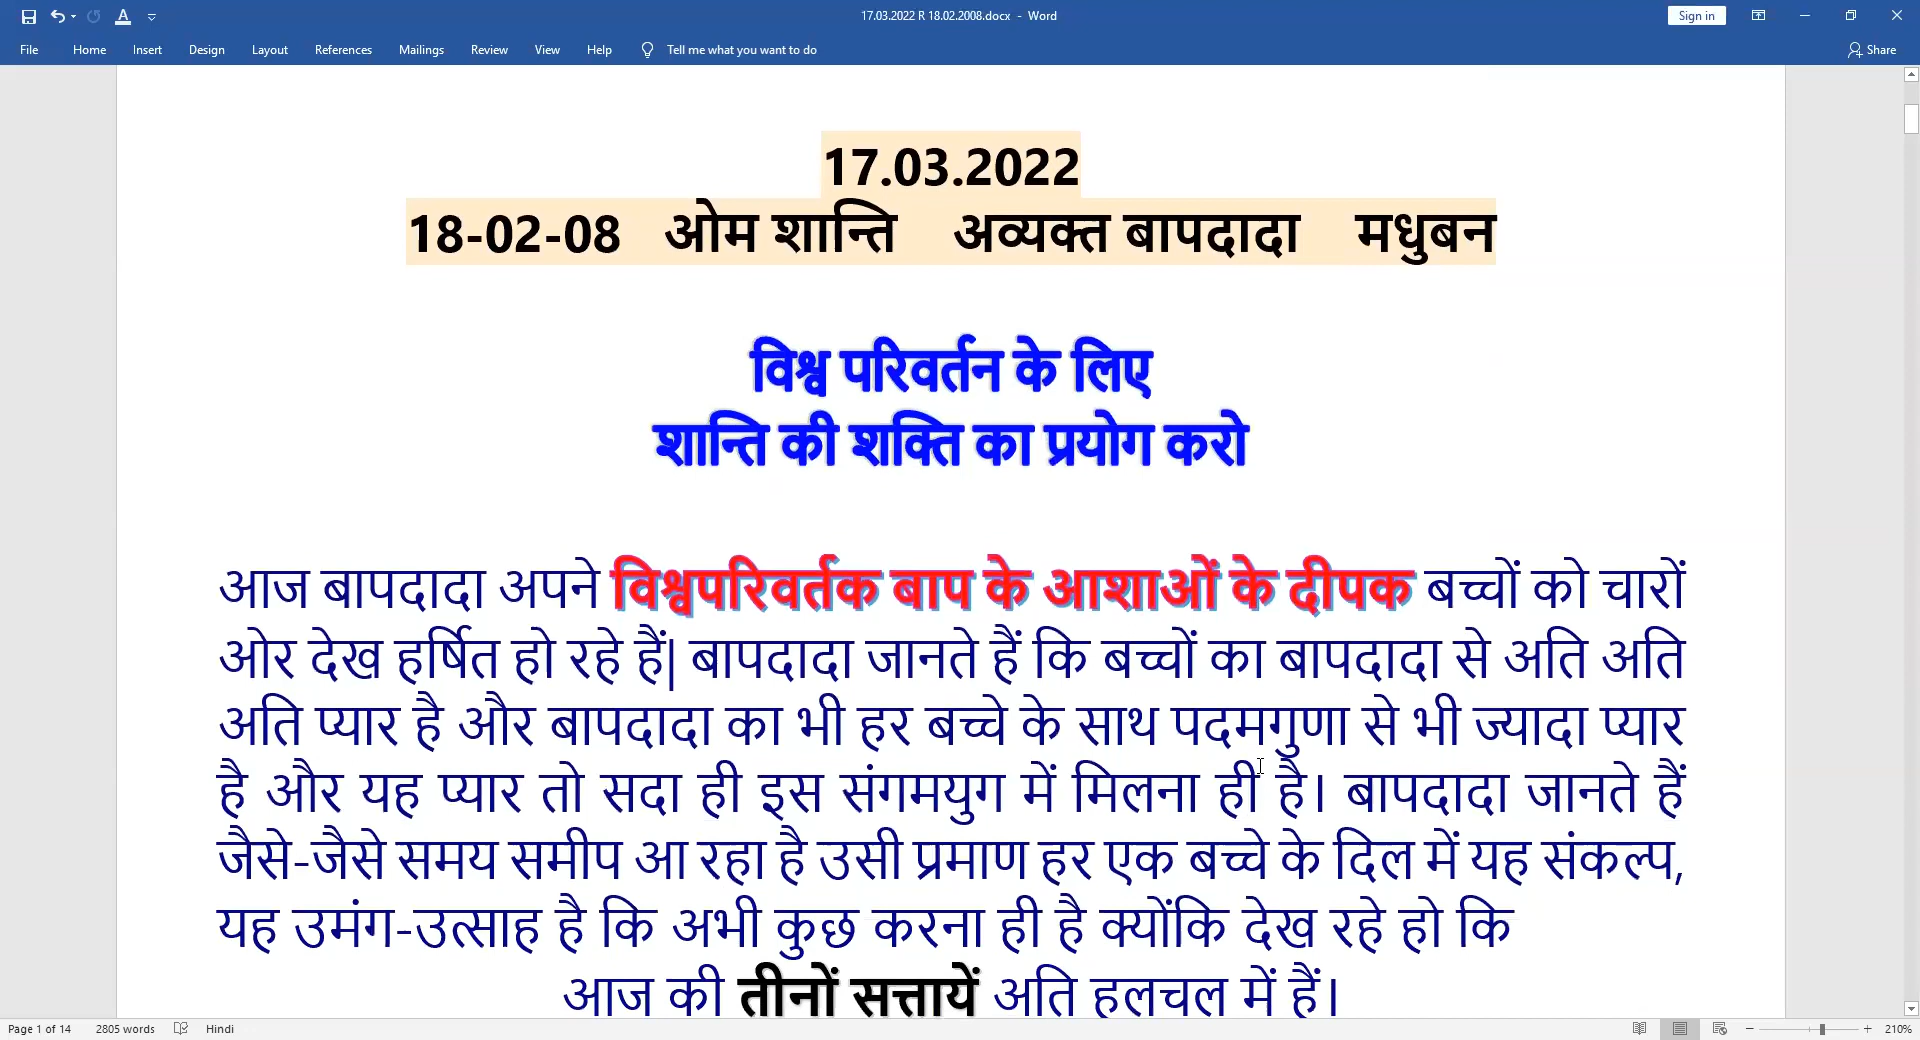 17.03.2022 R 18.02.2008.docx - Word
Sign in
File Home Insert Design Layout References Mailings Review View Help Tell me what you want to do Share
17.03.2022
18-02-08 ओम शान्ति अव्यक्त बापदादा मधुबन
विश्व परिवर्तन के लिए
शान्ति की शक्ति का प्रयोग करो
आज बापदादा अपने विश्वपरिवर्तक बाप के आशाओं के दीपक बच्चों को चारों
ओर देख हर्षित हो रहे हैं| बापदादा जानते हैं कि बच्चों का बापदादा से अति अति
अति प्यार है और बापदादा का भी हर बच्चे के साथ पदमगुणा से भी ज्यादा प्यार
है और यह प्यार तो सदा ही इस संगमयुग में मिलना ही है। बापदादा जानते हैं
जैसे-जैसे समय समीप आ रहा है उसी प्रमाण हर एक बच्चे के दिल में यह संकल्प,
यह उमंग-उत्साह है कि अभी कुछ करना ही है क्योंकि देख रहे हो कि
आज की तीनों सत्तायें अति हलचल में हैं।
Page 1 of 14 2805 words Hindi 210%